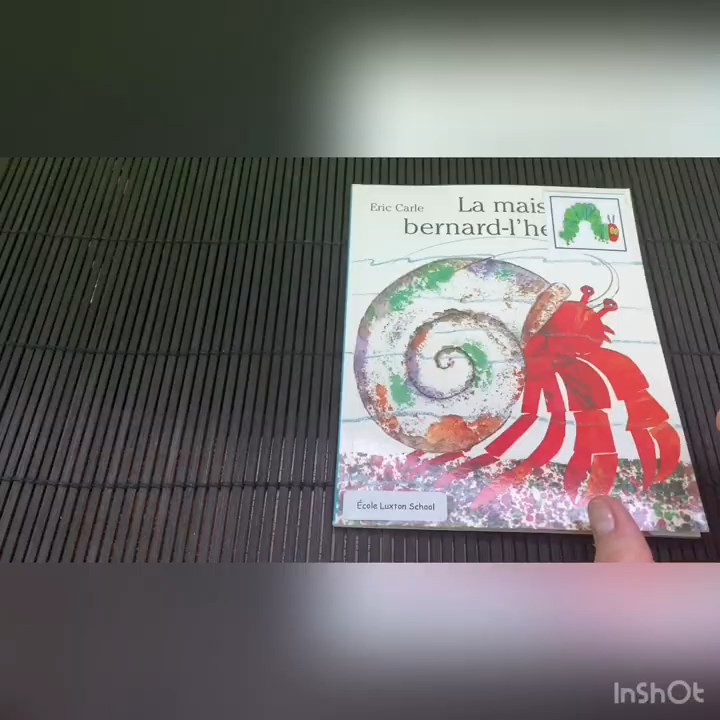 Eric Carle
La mais
bernard-l'he
École Luxton School
InShOt